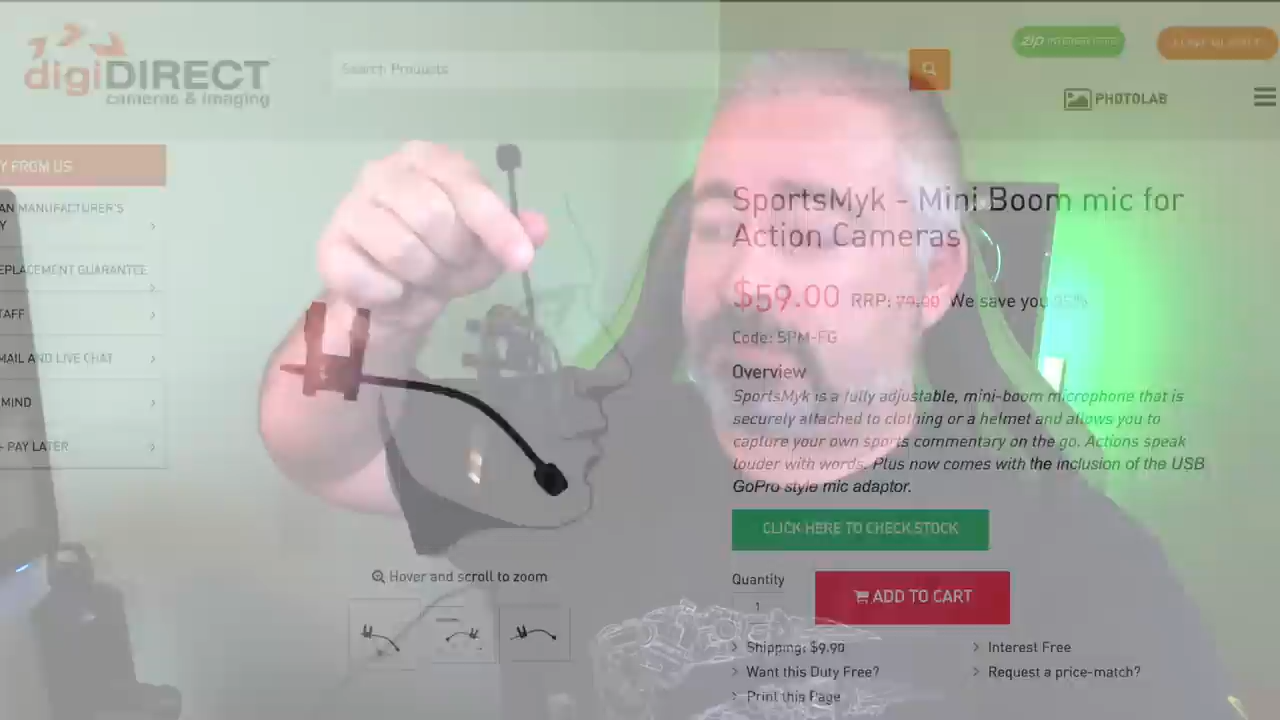 digiDIRECT
cameras & imaging
Search Products
zip
PHOTOLAB
Y FROM US
AN MANUFACTURER'S
Y
EPLACEMENT GUARANTEE
TAFF
MAIL AND LIVE CHAT
MIND
- PAY LATER
SportsMyk - Mini Boom mic for
Action Cameras
$59.00 RRP: 79.00 We save you 25%
Code: SPM-FG
Overview
SportsMyk is a fully adjustable, mini-boom microphone that is
securely attached to clothing or a helmet and allows you to
capture your own sports commentary on the go. Actions speak
louder with words. Plus now comes with the inclusion of the USB
GoPro style mic adaptor.
CLICK HERE TO CHECK STOCK
Quantity
1
ADD TO CART
Hover and scroll to zoom
Shipping: $9.90
Interest Free
Want this Duty Free?
Request a price-match?
Print this Page